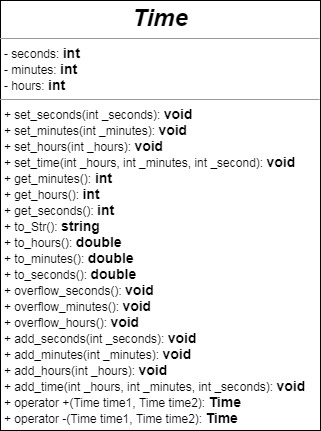 Time
- seconds: int
- minutes: int
- hours: int
+ set_seconds(int _seconds): void
+ set_minutes(int _minutes): void
+ set_hours(int _hours): void
+ set_time(int _hours, int _minutes, int _second): void
+ get_minutes(): int
+ get_hours(): int
+ get_seconds(): int
+ to_Str(): string
+ to_hours(): double
+ to_minutes(): double
+ to_seconds(): double
+ overflow_seconds(): void
+ overflow_minutes(): void
+ overflow_hours(): void
+ add_seconds(int _seconds): void
+ add_minutes(int _minutes): void
+ add_hours(int _hours): void
+ add_time(int _hours, int _minutes, int _seconds): void
+ operator +(Time time1, Time time2): Time
+ operator -(Time time1, Time time2): Time